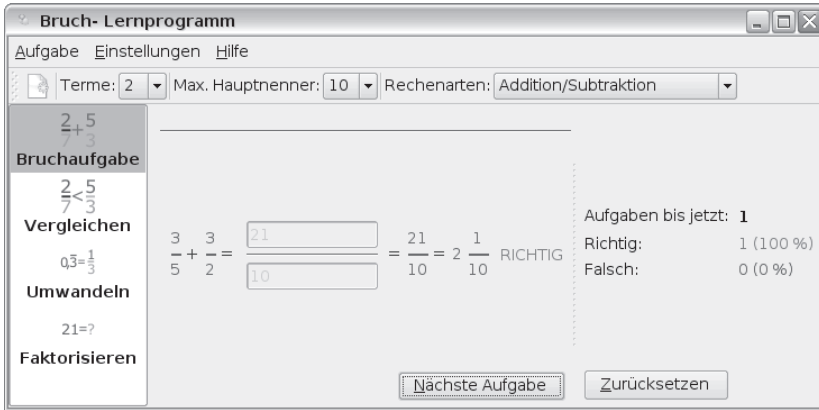 Bruch- Lernprogramm
Aufgabe Einstellungen Hilfe
Terme: 2 Max. Hauptnenner: 10 Rechenarten: Addition/Subtraktion
2/7 + 5/3
Bruchaufgabe
2/7 < 5/3
Vergleichen
0,3̅ = 1/3
Umwandeln
21=?
Faktorisieren
3/5 + 3/2 = 21/10 = 21/10 = 2 1/10 RICHTIG
Aufgaben bis jetzt: 1
Richtig: 1 (100 %)
Falsch: 0 (0 %)
Nächste Aufgabe Zurücksetzen